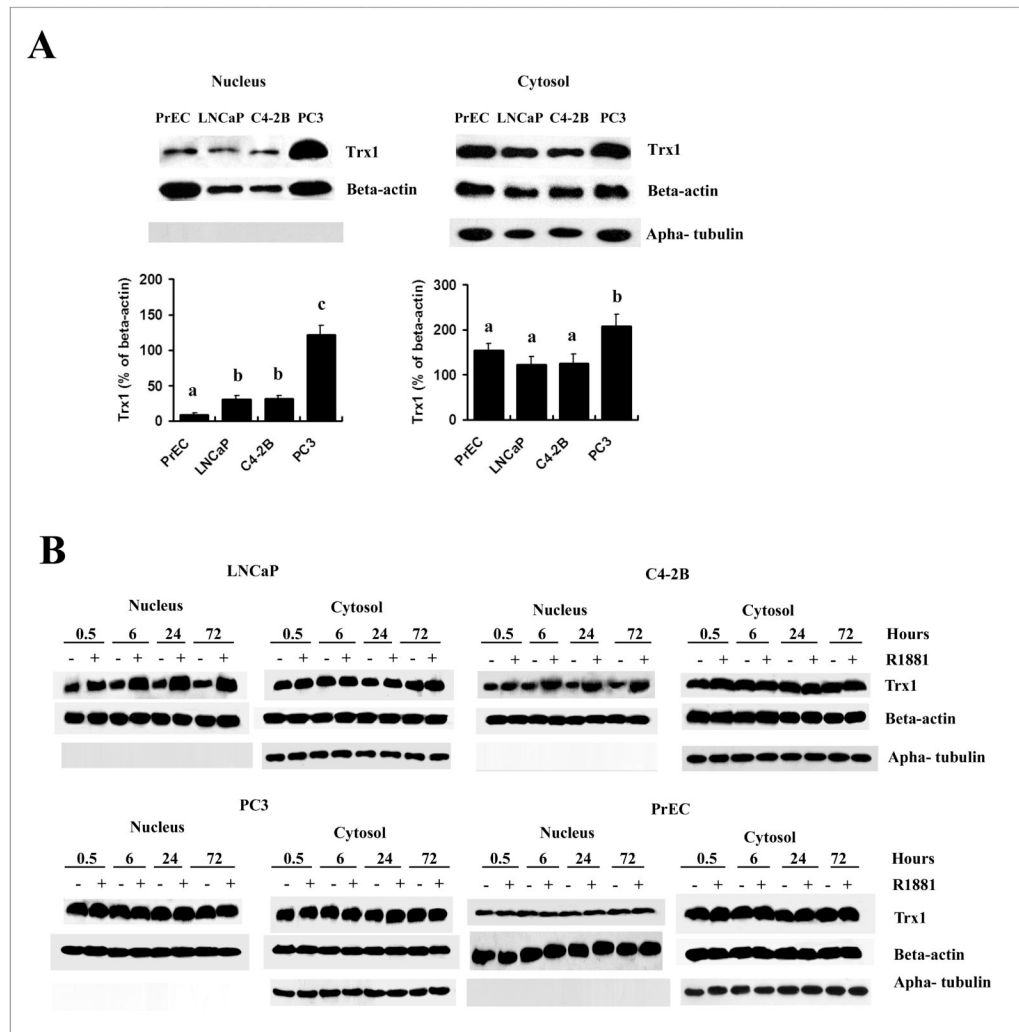 A
Nucleus
PrEC LNCaP C4-2B PC3
Trx1
Beta-actin
Cytosol
PrEC LNCaP C4-2B PC3
Trx1
Beta-actin
Apha- tubulin
Trx1 (% of beta-actin)
200
150
100
50
0
a
b
b
c
PrEC
LNCaP
C4-2B
PC3
Trx1 (% of beta-actin)
300
200
100
0
a
a
a
b
PrEC
LNCaP
C4-2B
PC3
B
LNCaP
C4-2B
Nucleus
Cytosol
Nucleus
Cytosol
0.5 6 24 72
0.5 6 24 72
0.5 6 24 72
0.5 6 24 72
Hours
- + - + - + - +
- + - + - + - +
- + - + - + - +
- + - + - + - +
R1881
Trx1
Beta-actin
Apha- tubulin
PC3
PrEC
Nucleus
Cytosol
Nucleus
Cytosol
0.5 6 24 72
0.5 6 24 72
0.5 6 24 72
0.5 6 24 72
Hours
- + - + - + - +
- + - + - + - +
- + - + - + - +
- + - + - + - +
R1881
Trx1
Beta-actin
Apha- tubulin